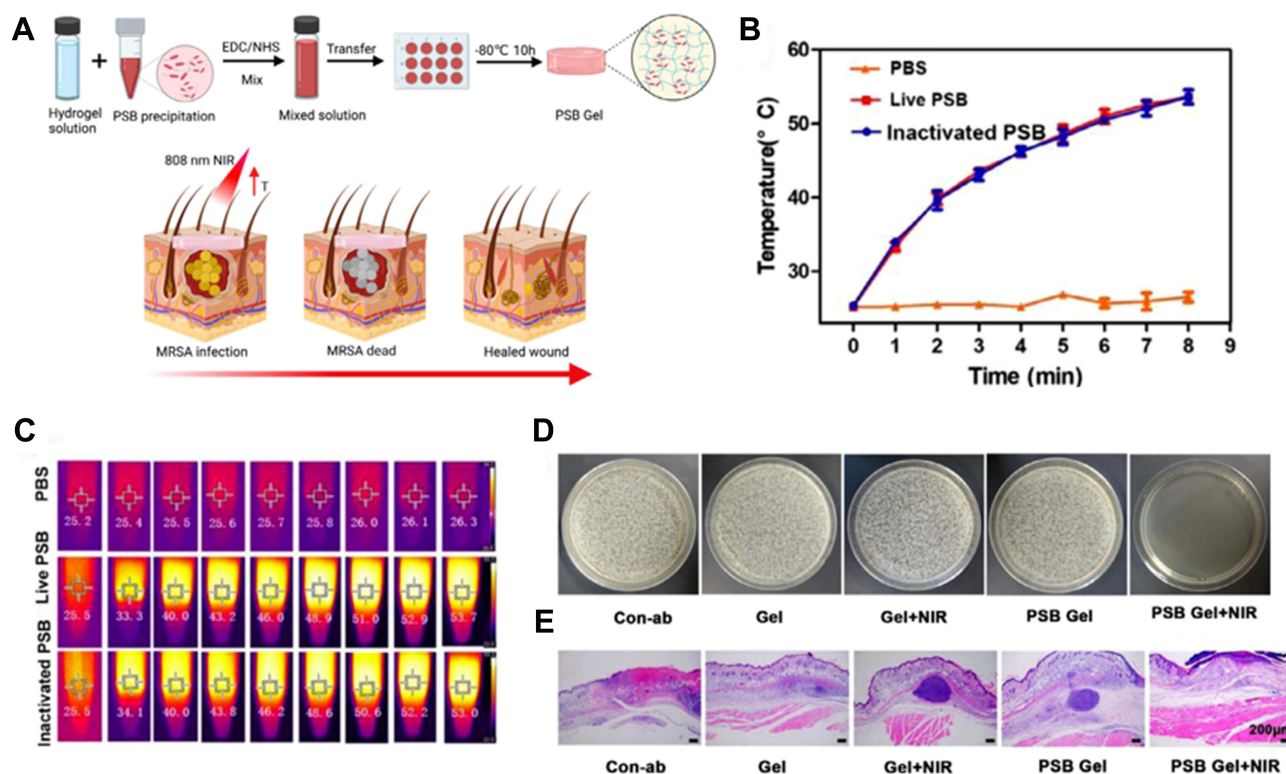 A
EDC/NHS
Mix
Transfer
-80℃ 10h
Hydrogel
solution
PSB precipitation
Mixed solution
PSB Gel
808 nm NIR
T
MRSA infection
MRSA dead
Healed wound
B
PBS
Live PSB
Inactivated PSB
Temperature(° C)
60
50
40
30
0 1 2 3 4 5 6 7 8 9
Time (min)
C
PBS
25.2 25.4 25.5 25.6 25.7 25.8 26.0 26.1 26.3
Live PSB
25.5 33.3 40.0 43.2 46.0 48.9 51.0 52.9 53.7
Inactivated PSB
25.5 34.1 40.0 43.8 46.2 48.6 50.6 52.2 53.0
D
Con-ab Gel Gel+NIR PSB Gel PSB Gel+NIR
E
200μm
Con-ab Gel Gel+NIR PSB Gel PSB Gel+NIR